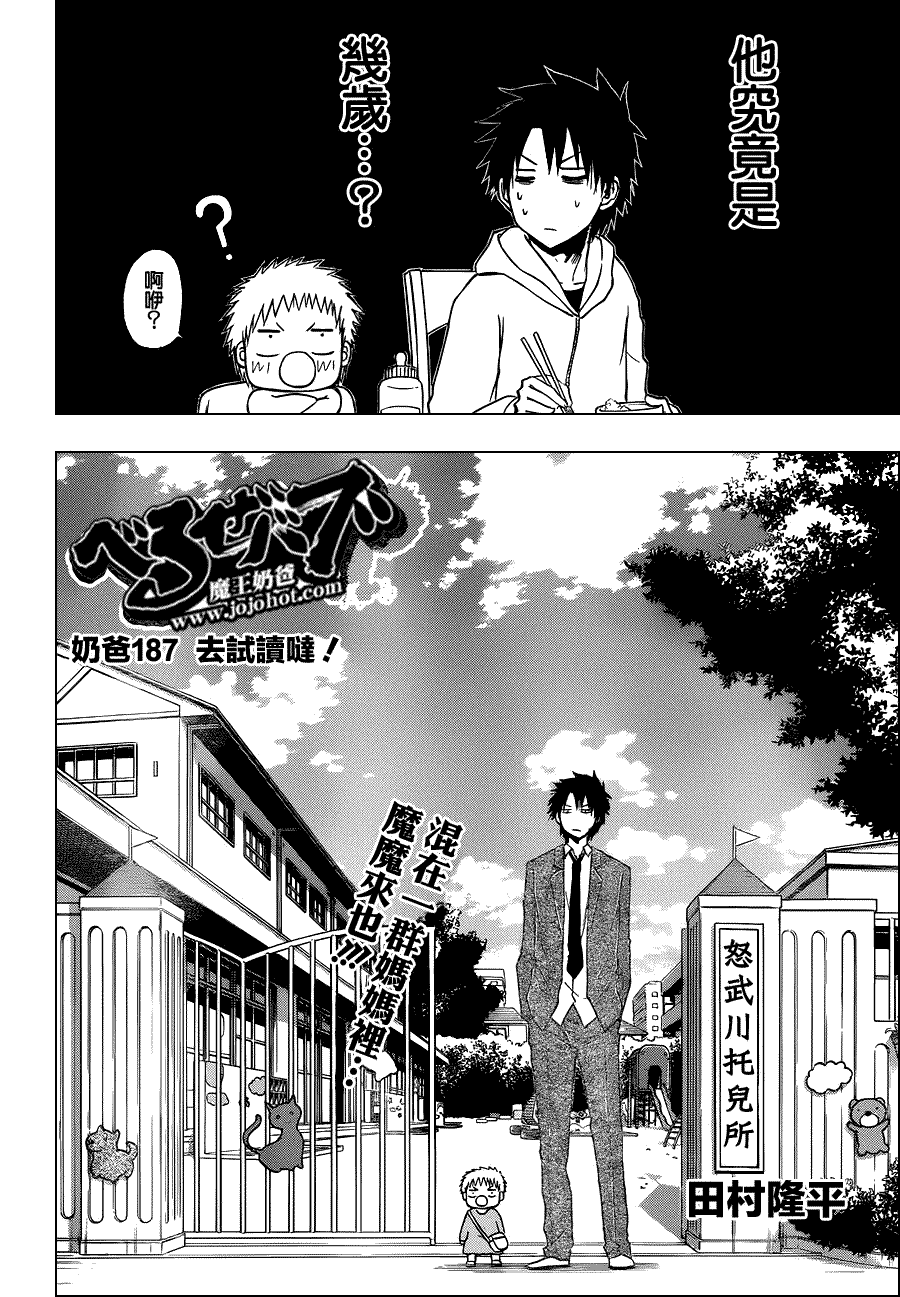 他究竟是
幾歲……？
？
啊咿？
べるぜバブ
魔王奶爸
www.jojohot.com
奶爸187 去試讀噠！
混在一群媽媽裡…
魔魔來也!!!!
怒武川托兒所
田村隆平